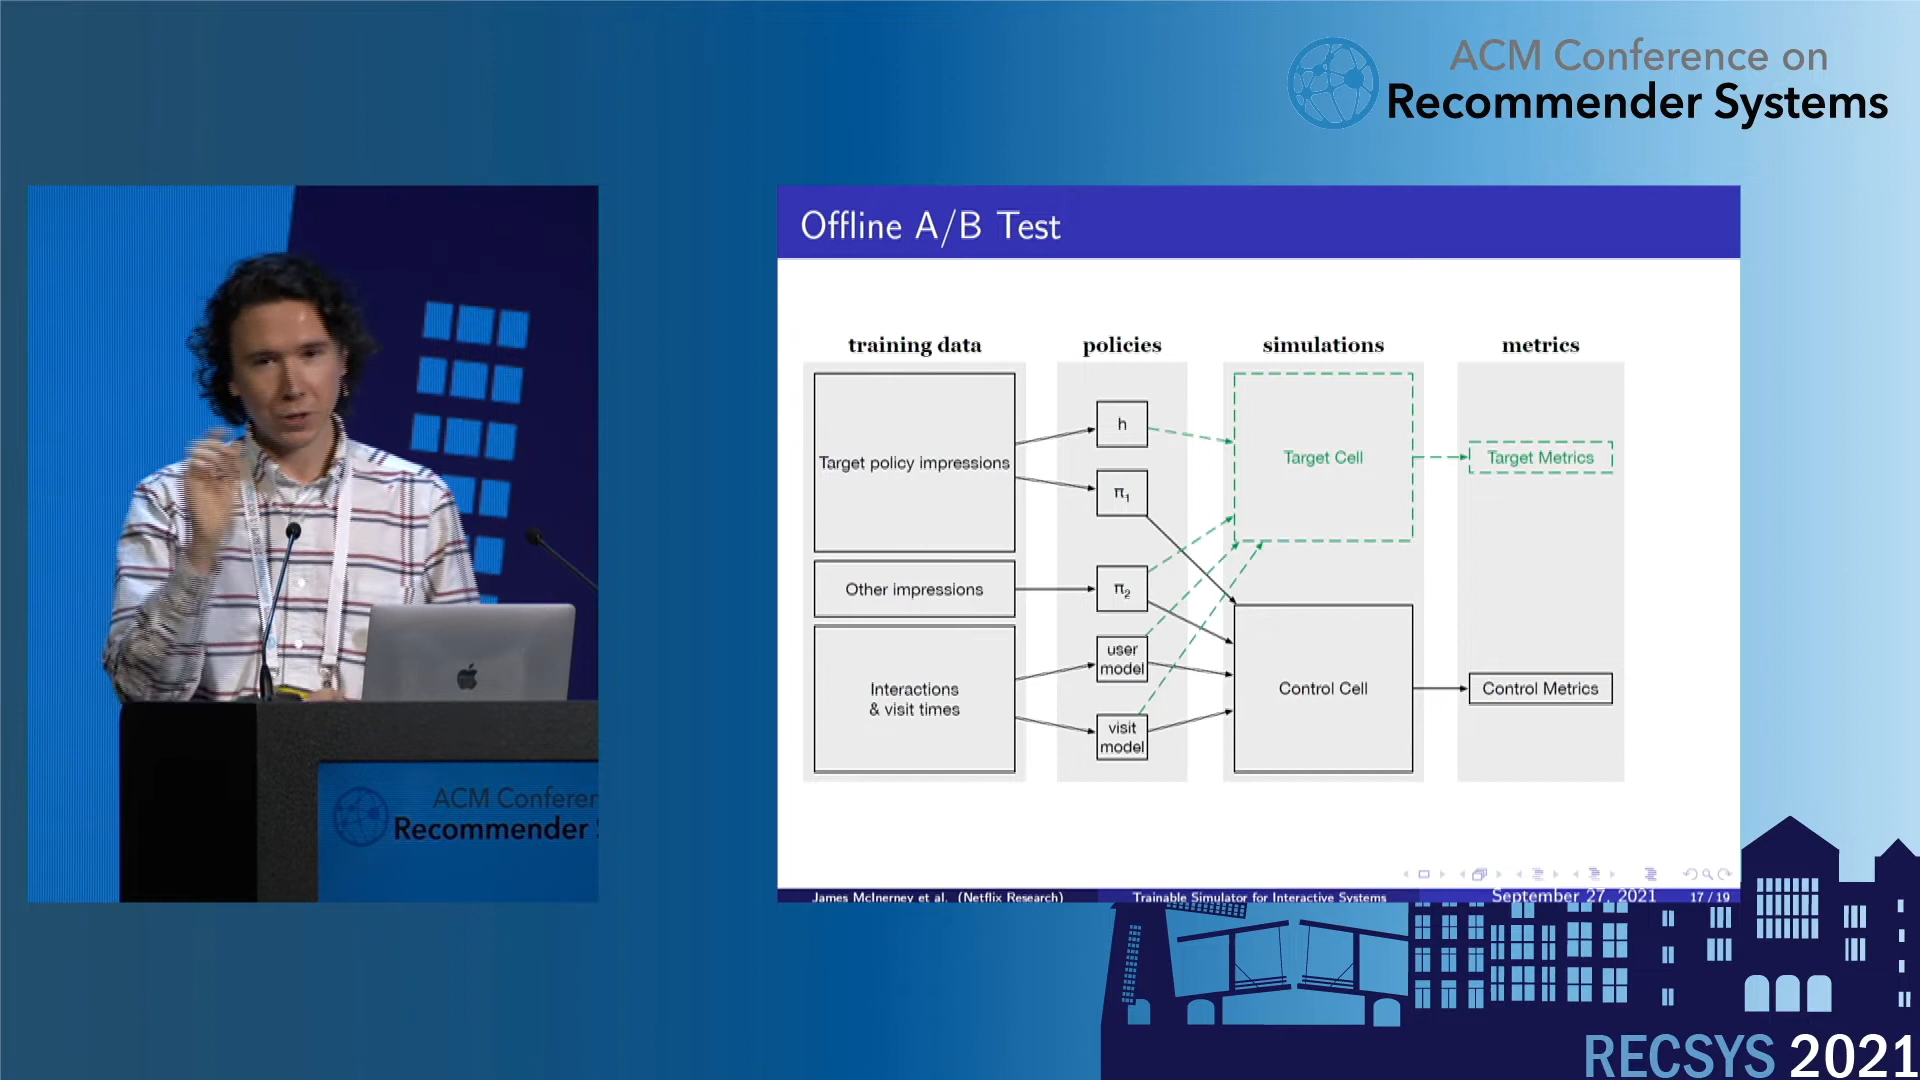 ACM Conference on
Recommender Systems
Offline A/B Test
training data
policies
simulations
metrics
Target policy impressions
h
π1
Target Cell
Target Metrics
Other impressions
π2
Interactions
& visit times
user
model
visit
model
Control Cell
Control Metrics
James McInerney et al. (Netflix Research)
Trainable Simulator for Interactive Systems
September 27, 2021
17 / 19
ACM Conferen
Recommender S
RECSYS 2021